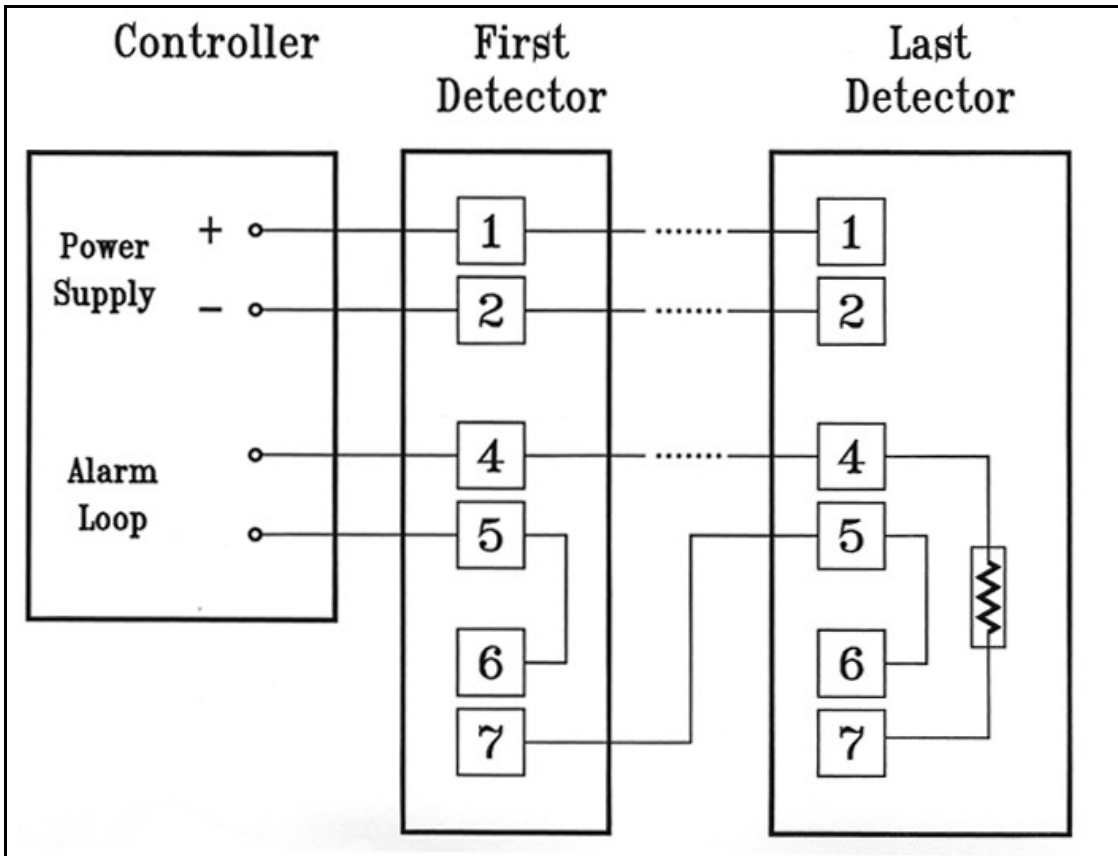 Controller
First
Detector
Last
Detector
Power
Supply
+
−
Alarm
Loop
1
2
4
5
6
7
1
2
4
5
6
7